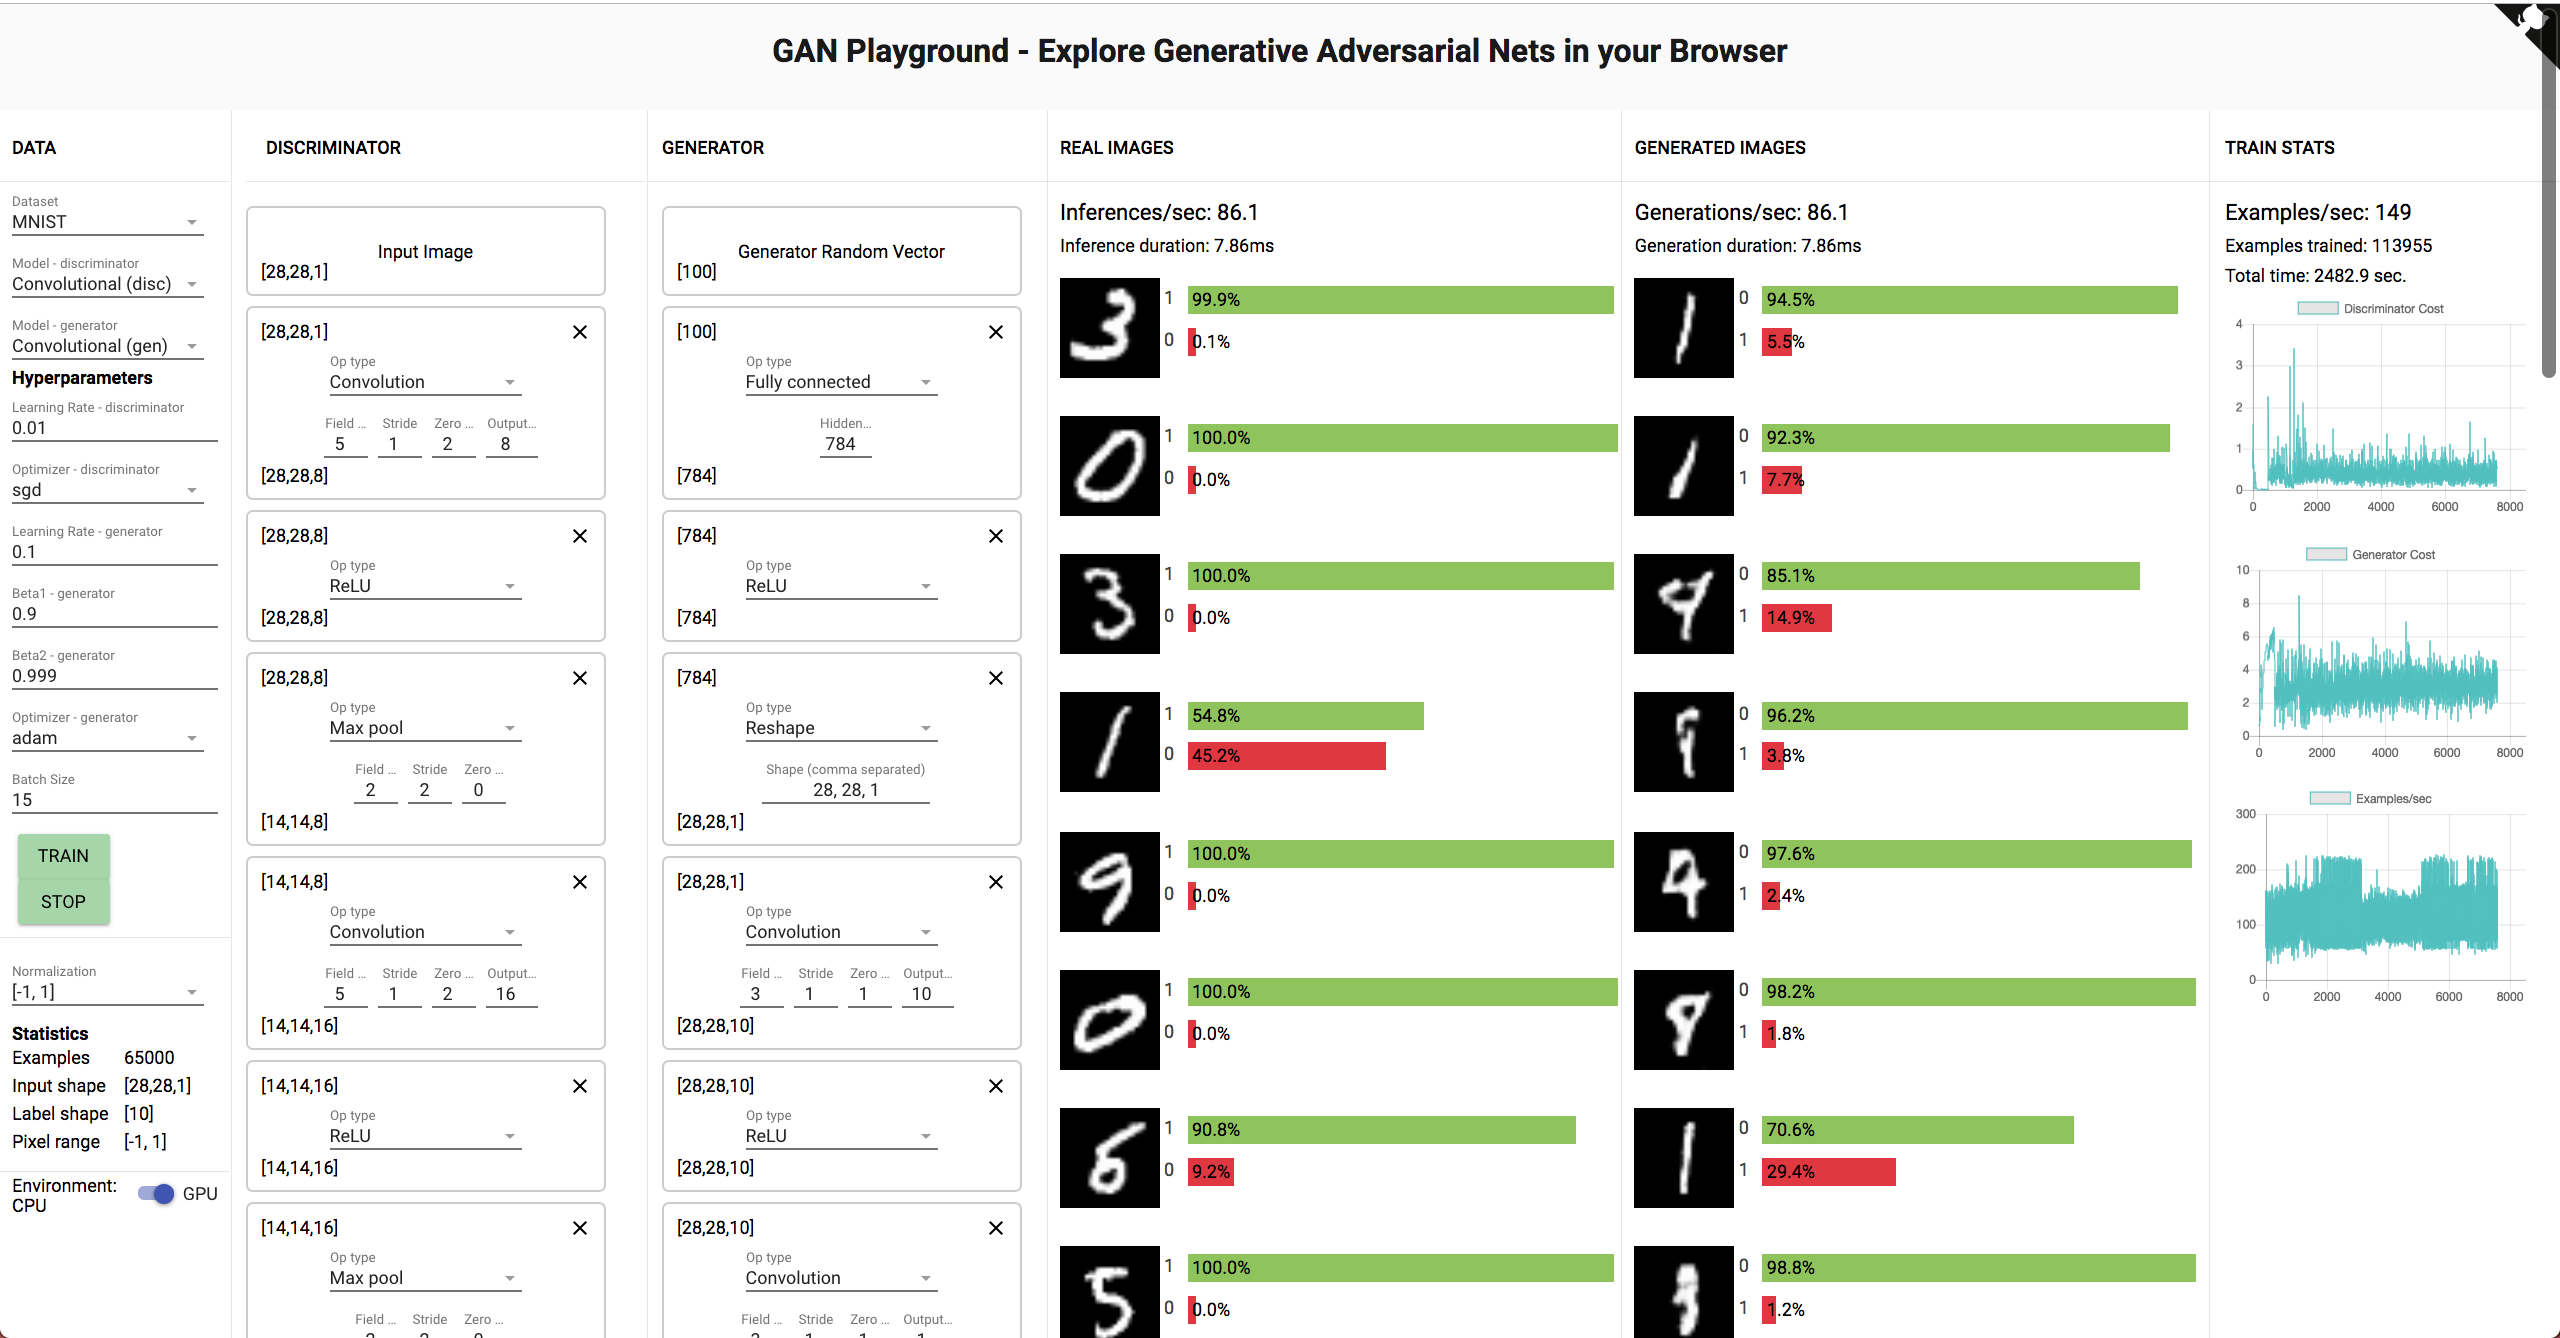 GAN Playground - Explore Generative Adversarial Nets in your Browser
DATA
Dataset
MNIST
Model - discriminator
Convolutional (disc)
Model - generator
Convolutional (gen)
Hyperparameters
Learning Rate - discriminator
0.01
Optimizer - discriminator
sgd
Learning Rate - generator
0.1
Beta1 - generator
0.9
Beta2 - generator
0.999
Optimizer - generator
adam
Batch Size
15
TRAIN
STOP
Normalization
[-1, 1]
Statistics
Examples 65000
Input shape [28,28,1]
Label shape [10]
Pixel range [-1, 1]
Environment:
CPU GPU
DISCRIMINATOR
Input Image
[28,28,1]
[28,28,1]
Op type
Convolution
Field ... Stride Zero ... Output...
5 1 2 8
[28,28,8]
[28,28,8]
Op type
ReLU
[28,28,8]
[28,28,8]
Op type
Max pool
Field ... Stride Zero ...
2 2 0
[14,14,8]
[14,14,8]
Op type
Convolution
Field ... Stride Zero ... Output...
5 1 2 16
[14,14,16]
[14,14,16]
Op type
ReLU
[14,14,16]
[14,14,16]
Op type
Max pool
Field ... Stride Zero ...
GENERATOR
Generator Random Vector
[100]
[100]
Op type
Fully connected
Hidden...
784
[784]
[784]
Op type
ReLU
[784]
[784]
Op type
Reshape
Shape (comma separated)
28, 28, 1
[28,28,1]
[28,28,1]
Op type
Convolution
Field ... Stride Zero ... Output...
3 1 1 10
[28,28,10]
[28,28,10]
Op type
ReLU
[28,28,10]
[28,28,10]
Op type
Convolution
Field ... Stride Zero ... Output...
REAL IMAGES
Inferences/sec: 86.1
Inference duration: 7.86ms
3
1 99.9%
0 0.1%
0
1 100.0%
0 0.0%
3
1 100.0%
0 0.0%
1
1 54.8%
0 45.2%
9
1 100.0%
0 0.0%
0
1 100.0%
0 0.0%
6
1 90.8%
0 9.2%
5
1 100.0%
0 0.0%
GENERATED IMAGES
Generations/sec: 86.1
Generation duration: 7.86ms
1
0 94.5%
1 5.5%
1
0 92.3%
1 7.7%
0 85.1%
1 14.9%
0 96.2%
1 3.8%
0 97.6%
1 2.4%
0 98.2%
1 1.8%
1
0 70.6%
1 29.4%
0 98.8%
1 1.2%
TRAIN STATS
Examples/sec: 149
Examples trained: 113955
Total time: 2482.9 sec.
Discriminator Cost
4
3
2
1
0
0 2000 4000 6000 8000
Generator Cost
10
8
6
4
2
0
0 2000 4000 6000 8000
Examples/sec
300
200
100
0
0 2000 4000 6000 8000